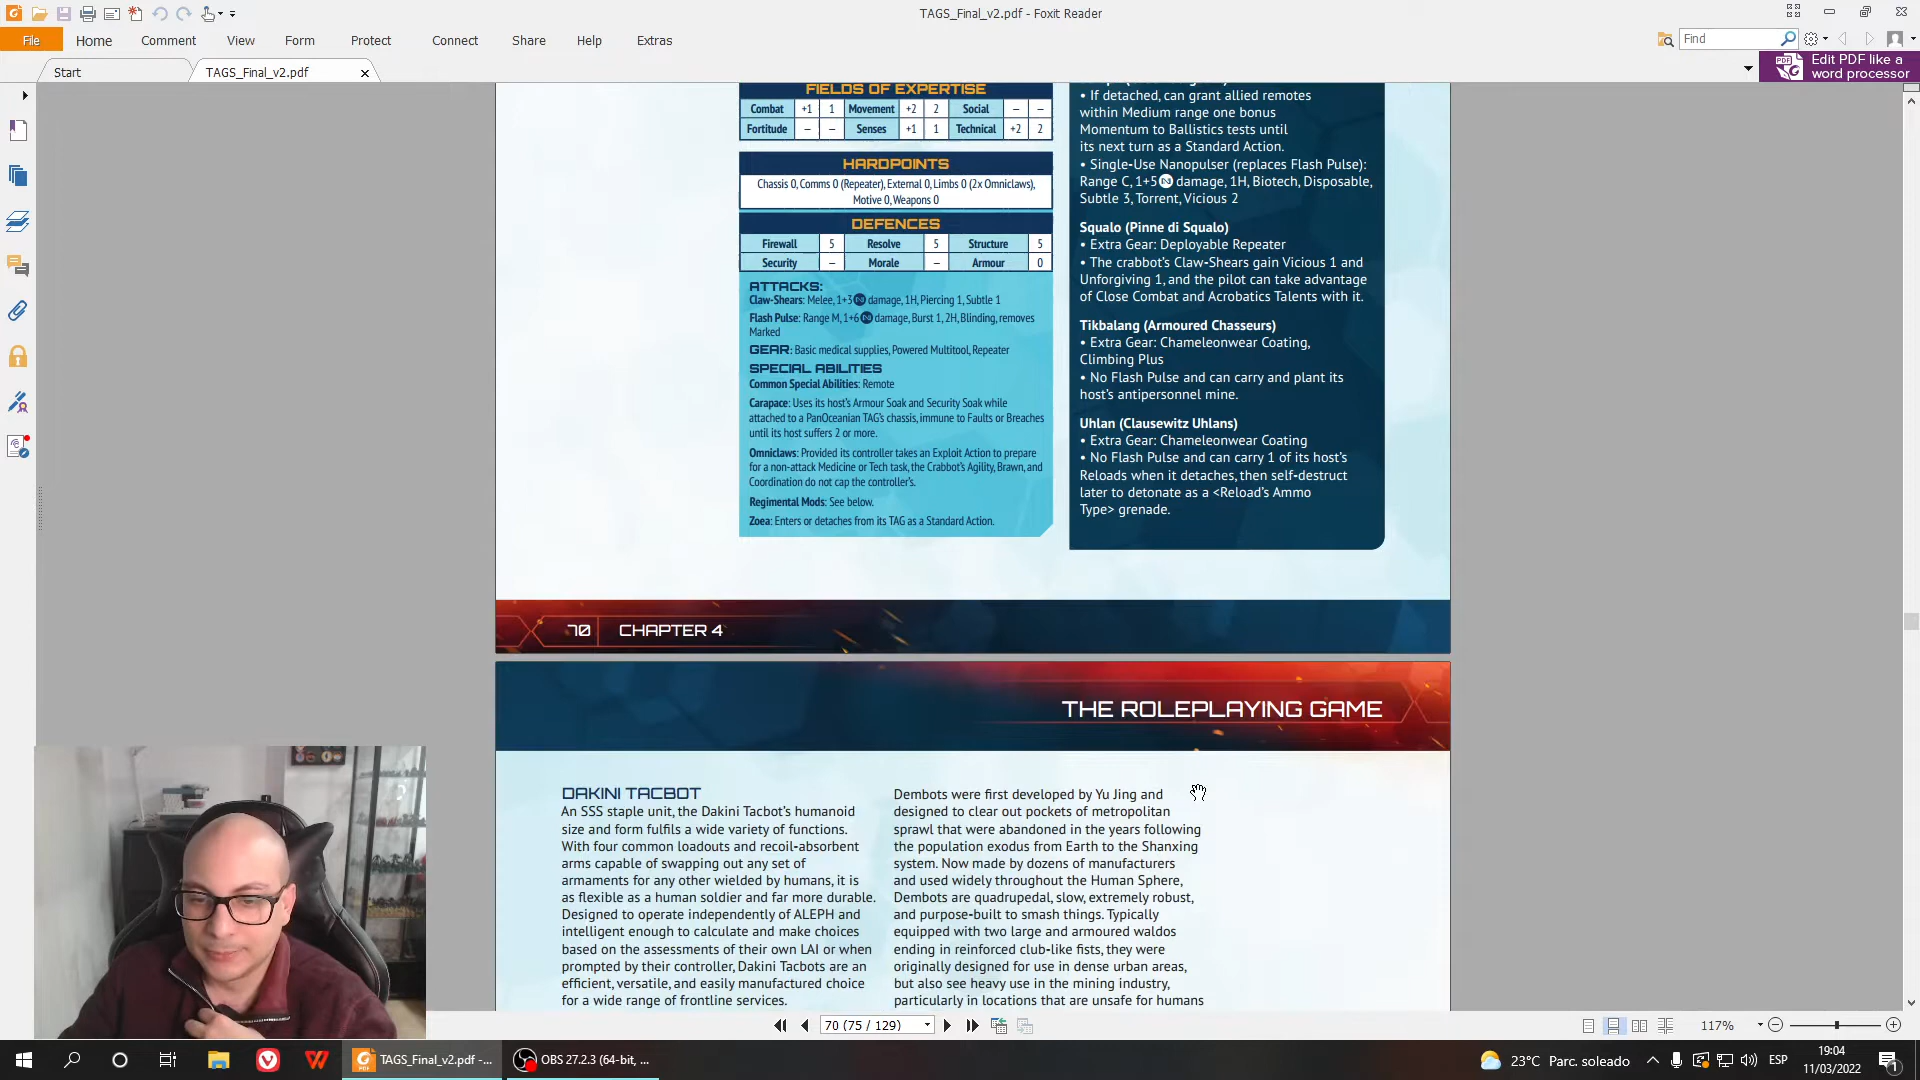 TAGS_Final_v2.pdf - Foxit Reader
File
Home
Comment
View
Form
Protect
Connect
Share
Help
Extras
Find
Start
TAGS_Final_v2.pdf
Edit PDF like a
word processor
FIELDS OF EXPERTISE
Combat +1 1 Movement +2 2 Social – –
Fortitude – – Senses +1 1 Technical +2 2
HARDPOINTS
Chassis 0, Comms 0 (Repeater), External 0, Limbs 0 (2x Omniclaws),
Motive 0, Weapons 0
DEFENCES
Firewall 5 Resolve 5 Structure 5
Security – Morale – Armour 0
ATTACKS:
Claw-Shears: Melee, 1+3 damage, 1H, Piercing 1, Subtle 1
Flash Pulse: Range M, 1+6 damage, Burst 1, 2H, Blinding, removes
Marked
GEAR: Basic medical supplies, Powered Multitool, Repeater
SPECIAL ABILITIES
Common Special Abilities: Remote
Carapace: Uses its host's Armour Soak and Security Soak while
attached to a PanOceanian TAG's chassis, immune to Faults or Breaches
until its host suffers 2 or more.
Omniclaws: Provided its controller takes an Exploit Action to prepare
for a non-attack Medicine or Tech task, the Crabbot's Agility, Brawn, and
Coordination do not cap the controller's.
Regimental Mods: See below.
Zoea: Enters or detaches from its TAG as a Standard Action.
• If detached, can grant allied remotes
within Medium range one bonus
Momentum to Ballistics tests until
its next turn as a Standard Action.
• Single-Use Nanopulser (replaces Flash Pulse):
Range C, 1+5 damage, 1H, Biotech, Disposable,
Subtle 3, Torrent, Vicious 2
Squalo (Pinne di Squalo)
• Extra Gear: Deployable Repeater
• The crabbot's Claw-Shears gain Vicious 1 and
Unforgiving 1, and the pilot can take advantage
of Close Combat and Acrobatics Talents with it.
Tikbalang (Armoured Chasseurs)
• Extra Gear: Chameleonwear Coating,
Climbing Plus
• No Flash Pulse and can carry and plant its
host's antipersonnel mine.
Uhlan (Clausewitz Uhlans)
• Extra Gear: Chameleonwear Coating
• No Flash Pulse and can carry 1 of its host's
Reloads when it detaches, then self-destruct
later to detonate as a <Reload's Ammo
Type> grenade.
70 CHAPTER 4
THE ROLEPLAYING GAME
DAKINI TACBOT
An SSS staple unit, the Dakini Tacbot's humanoid
size and form fulfils a wide variety of functions.
With four common loadouts and recoil-absorbent
arms capable of swapping out any set of
armaments for any other wielded by humans, it is
as flexible as a human soldier and far more durable.
Designed to operate independently of ALEPH and
intelligent enough to calculate and make choices
based on the assessments of their own LAI or when
prompted by their controller, Dakini Tacbots are an
efficient, versatile, and easily manufactured choice
for a wide range of frontline services.
Dembots were first developed by Yu Jing and
designed to clear out pockets of metropolitan
sprawl that were abandoned in the years following
the population exodus from Earth to the Shanxing
system. Now made by dozens of manufacturers
and used widely throughout the Human Sphere,
Dembots are quadrupedal, slow, extremely robust,
and purpose-built to smash things. Typically
equipped with two large and armoured waldos
ending in reinforced club-like fists, they were
originally designed for use in dense urban areas,
but also see heavy use in the mining industry,
particularly in locations that are unsafe for humans
70 (75 / 129)
117%
TAGS_Final_v2.pdf -...
OBS 27.2.3 (64-bit, ...
23°C Parc. soleado
ESP
19:04
11/03/2022
1